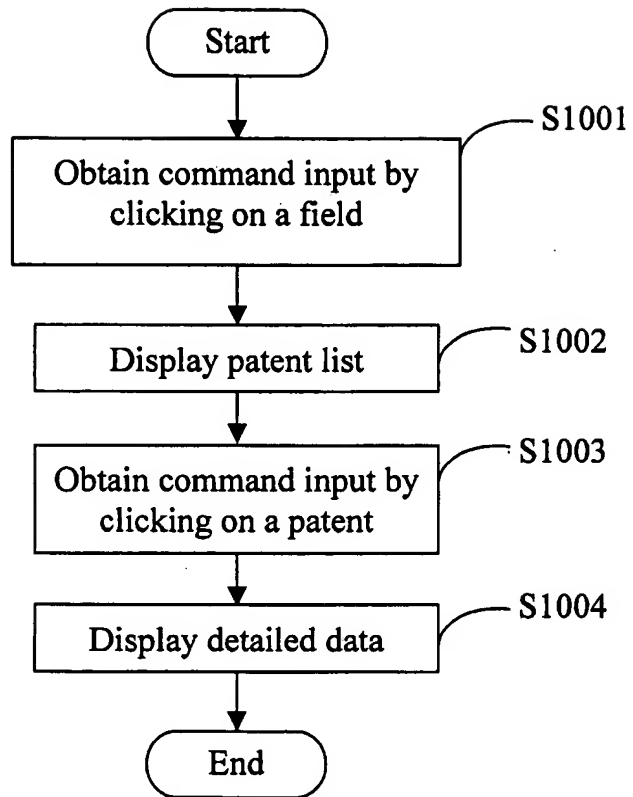 Start
S1001
Obtain command input by
clicking on a field
S1002
Display patent list
S1003
Obtain command input by
clicking on a patent
S1004
Display detailed data
End